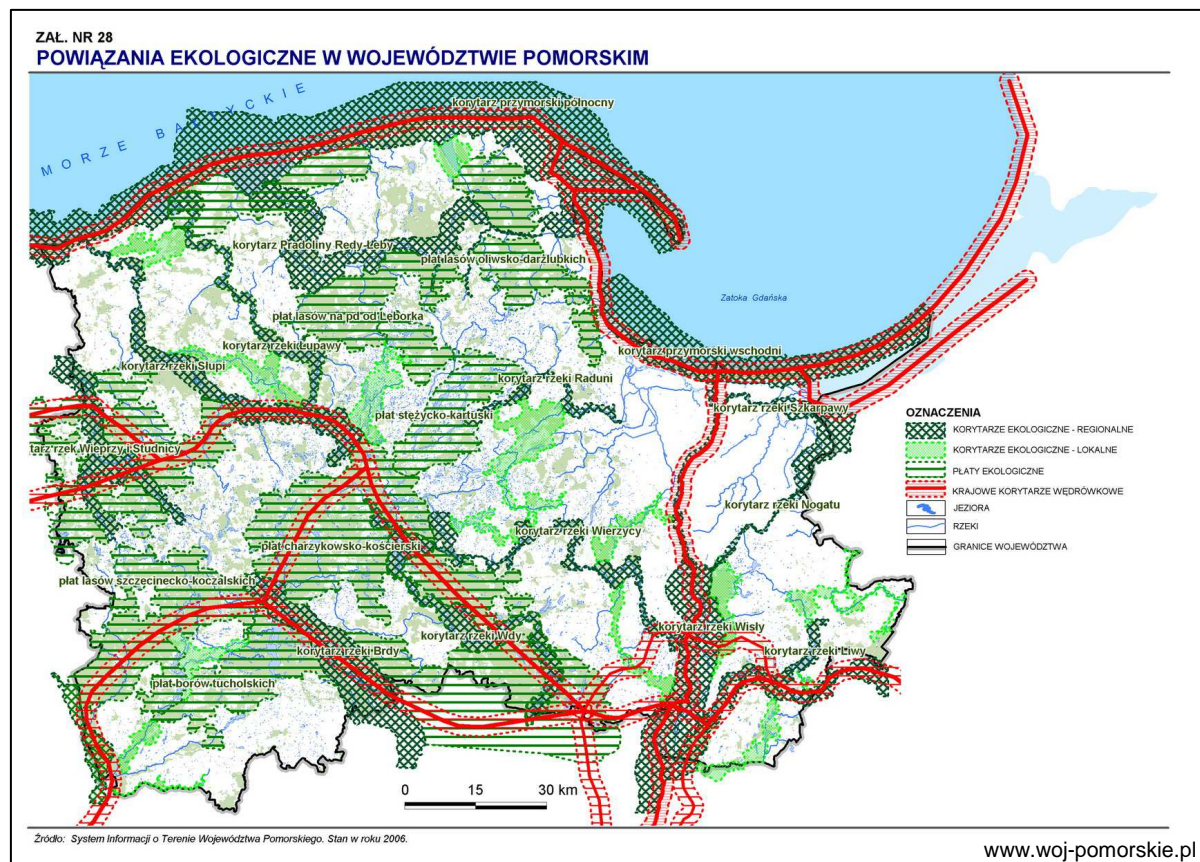 ZAŁ. NR 28
POWIĄZANIA EKOLOGICZNE W WOJEWÓDZTWIE POMORSKIM
MORZE BAŁTYCKIE
korytarz przymorski północny
korytarz Pradoliny Redy-Łeby
płat lasów oliwsko-darżlubkich
Zatoka Gdańska
płat lasów na pd od Lęborka
korytarz rzeki Łupawy
korytarz przymorski wschodni
korytarz rzeki Słupi
korytarz rzeki Raduni
płat stężycko-kartuski
korytarz rzeki Szkarpawy
tarz rzek Wieprzy i Studnicy
korytarz rzeki Nogatu
korytarz rzeki Wierzycy
płat charzykowsko-kościerski
płat lasów szczecinecko-koczalskich
korytarz rzeki Wisły
korytarz rzeki Wdy
korytarz rzeki Brdy
korytarz rzeki Liwy
płat borów tucholskich
OZNACZENIA
KORYTARZE EKOLOGICZNE - REGIONALNE
KORYTARZE EKOLOGICZNE - LOKALNE
PŁATY EKOLOGICZNE
KRAJOWE KORYTARZE WĘDRÓWKOWE
JEZIORA
RZEKI
GRANICE WOJEWÓDZTWA
0 15 30 km
Źródło: System Informacji o Terenie Województwa Pomorskiego. Stan w roku 2006.
www.woj-pomorskie.pl